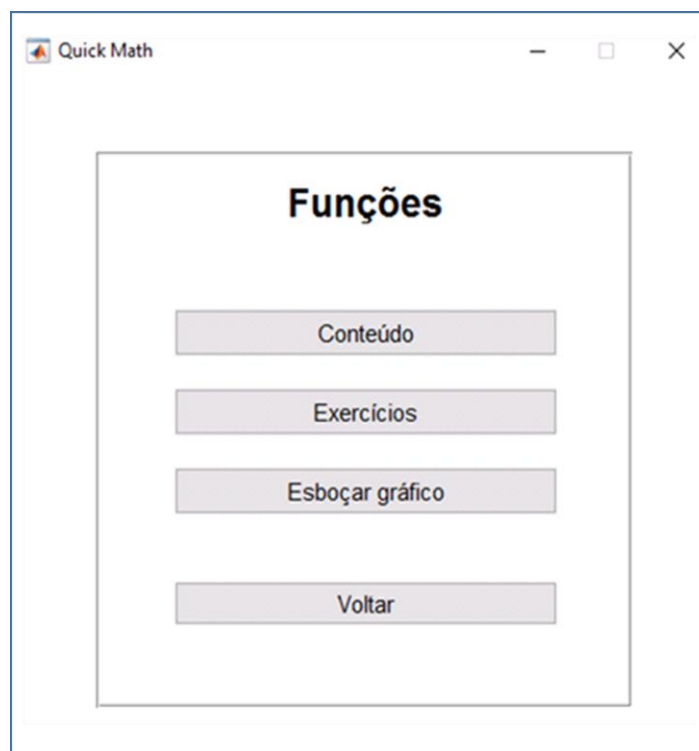 Quick Math
Funções
Conteúdo
Exercícios
Esboçar gráfico
Voltar